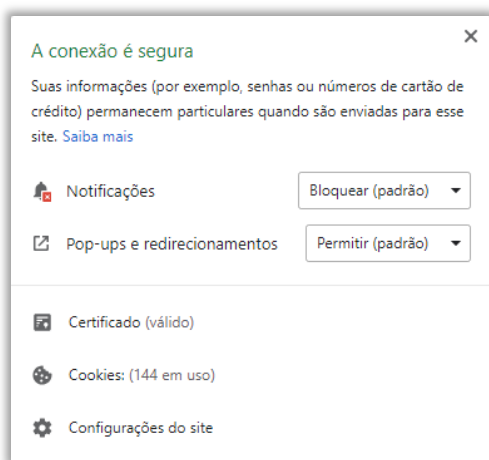 A conexão é segura
Suas informações (por exemplo, senhas ou números de cartão de
crédito) permanecem particulares quando são enviadas para esse
site. Saiba mais
Notificações Bloquear (padrão)
Pop-ups e redirecionamentos Permitir (padrão)
Certificado (válido)
Cookies: (144 em uso)
Configurações do site